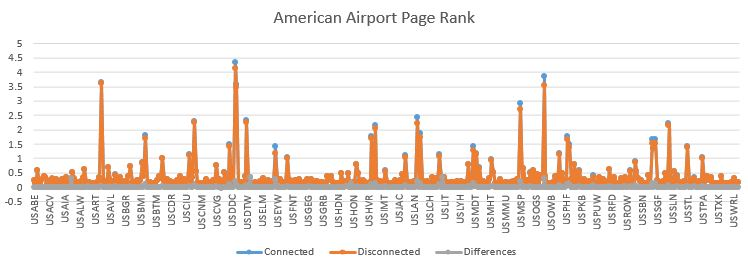 American Airport Page Rank
5
4.5
4
3.5
3
2.5
2
1.5
1
0.5
0
-0.5
USABE
USACV
USAIA
USALW
USART
USAVL
USBGR
USBMI
USBTM
USCDR
USCIU
USCNM
USCVG
USDDC
USDTW
USELM
USEYW
USFNT
USGEG
USGRB
USHDN
USHON
USHVR
USIMT
USJAC
USJAN
USLCH
USLIT
USLYH
USMDT
USMHT
USMMU
USMSP
USOGS
USOWB
USPHF
USPKB
USPUW
USRFD
USROW
USSBN
USSGF
USSLN
USSTL
USTPA
USTXK
USWRL
Connected Disconnected Differences